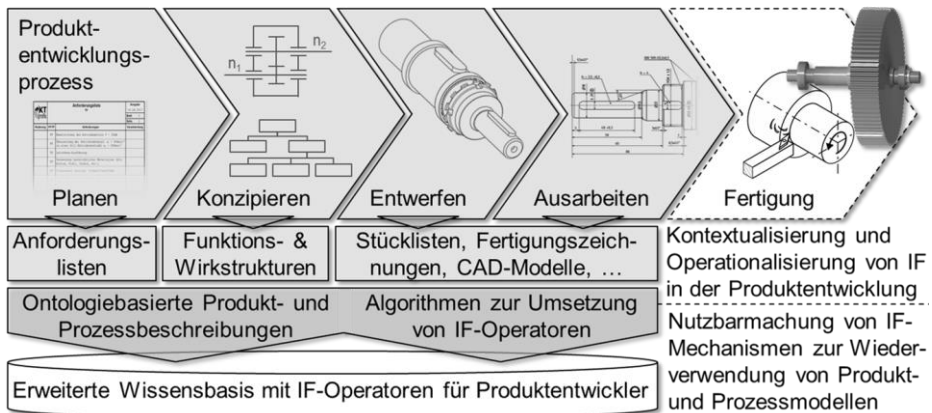 Produkt-
entwicklungs-
prozess
n₁
n₂
Anforderungsliste
Planen
Konzipieren
Entwerfen
Ausarbeiten
Fertigung
Anforderungs-
listen
Funktions- &
Wirkstrukturen
Stücklisten, Fertigungszeich-
nungen, CAD-Modelle, …
Kontextualisierung und
Operationalisierung von IF
in der Produktentwicklung
Ontologiebasierte Produkt- und
Prozessbeschreibungen
Algorithmen zur Umsetzung
von IF-Operatoren
Nutzbarmachung von IF-
Mechanismen zur Wieder-
verwendung von Produkt-
und Prozessmodellen
Erweiterte Wissensbasis mit IF-Operatoren für Produktentwickler